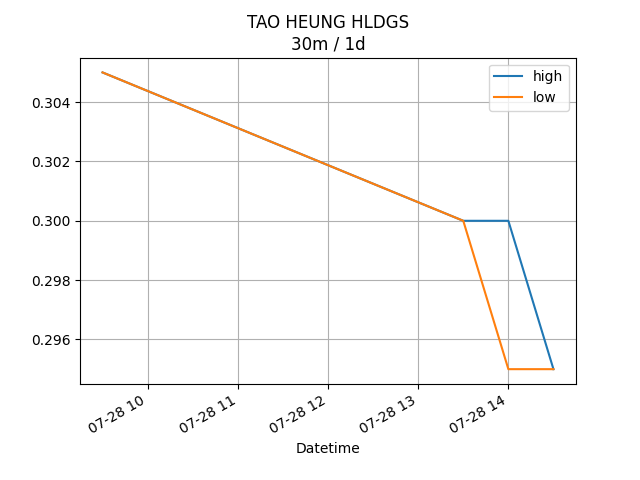 TAO HEUNG HLDGS
30m / 1d
high
low
0.304
0.302
0.300
0.298
0.296
07-28 10
07-28 11
07-28 12
07-28 13
07-28 14
Datetime